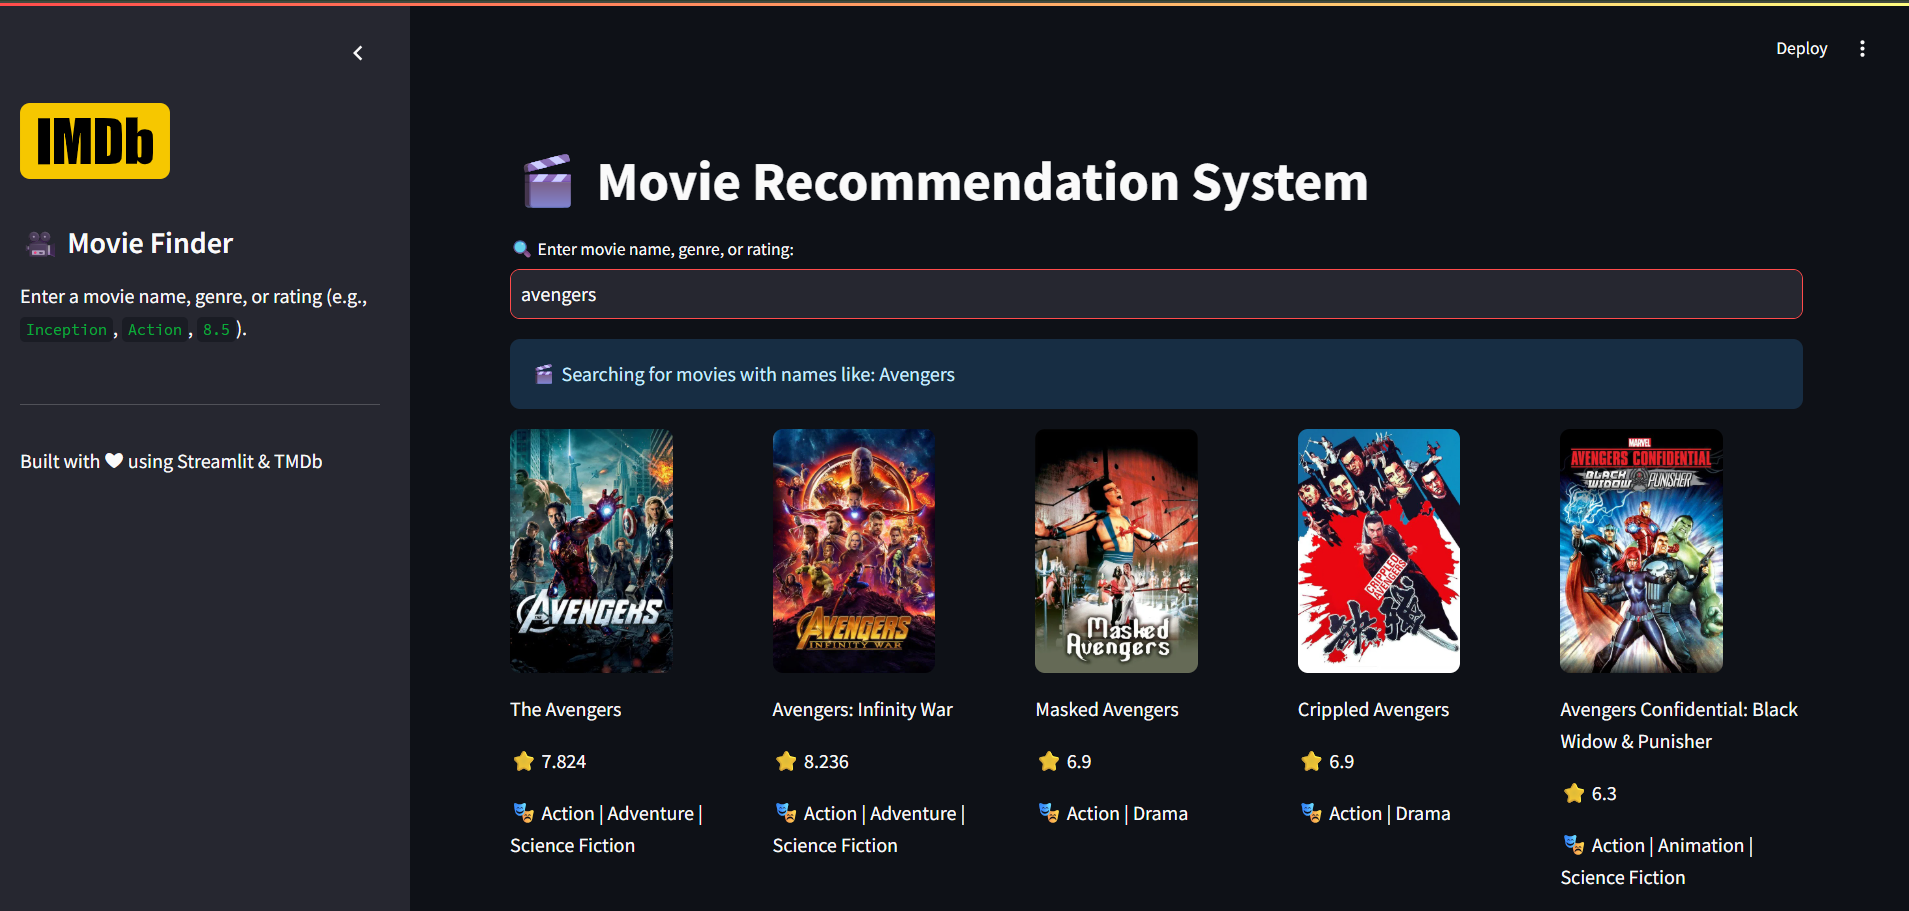 Deploy
IMDb
Movie Finder
Enter a movie name, genre, or rating (e.g.,
Inception, Action, 8.5).
Built with ♥ using Streamlit & TMDb
🎬 Movie Recommendation System
🔍 Enter movie name, genre, or rating:
avengers
🎬 Searching for movies with names like: Avengers
THE AVENGERS
AVENGERS
INFINITY WAR
Masked
Avengers
CRIPPLED
AVENGERS
MARVEL
AVENGERS CONFIDENTIAL
BLACK WIDOW & PUNISHER
The Avengers
⭐ 7.824
🎭 Action | Adventure |
Science Fiction
Avengers: Infinity War
⭐ 8.236
🎭 Action | Adventure |
Science Fiction
Masked Avengers
⭐ 6.9
🎭 Action | Drama
Crippled Avengers
⭐ 6.9
🎭 Action | Drama
Avengers Confidential: Black
Widow & Punisher
⭐ 6.3
🎭 Action | Animation |
Science Fiction